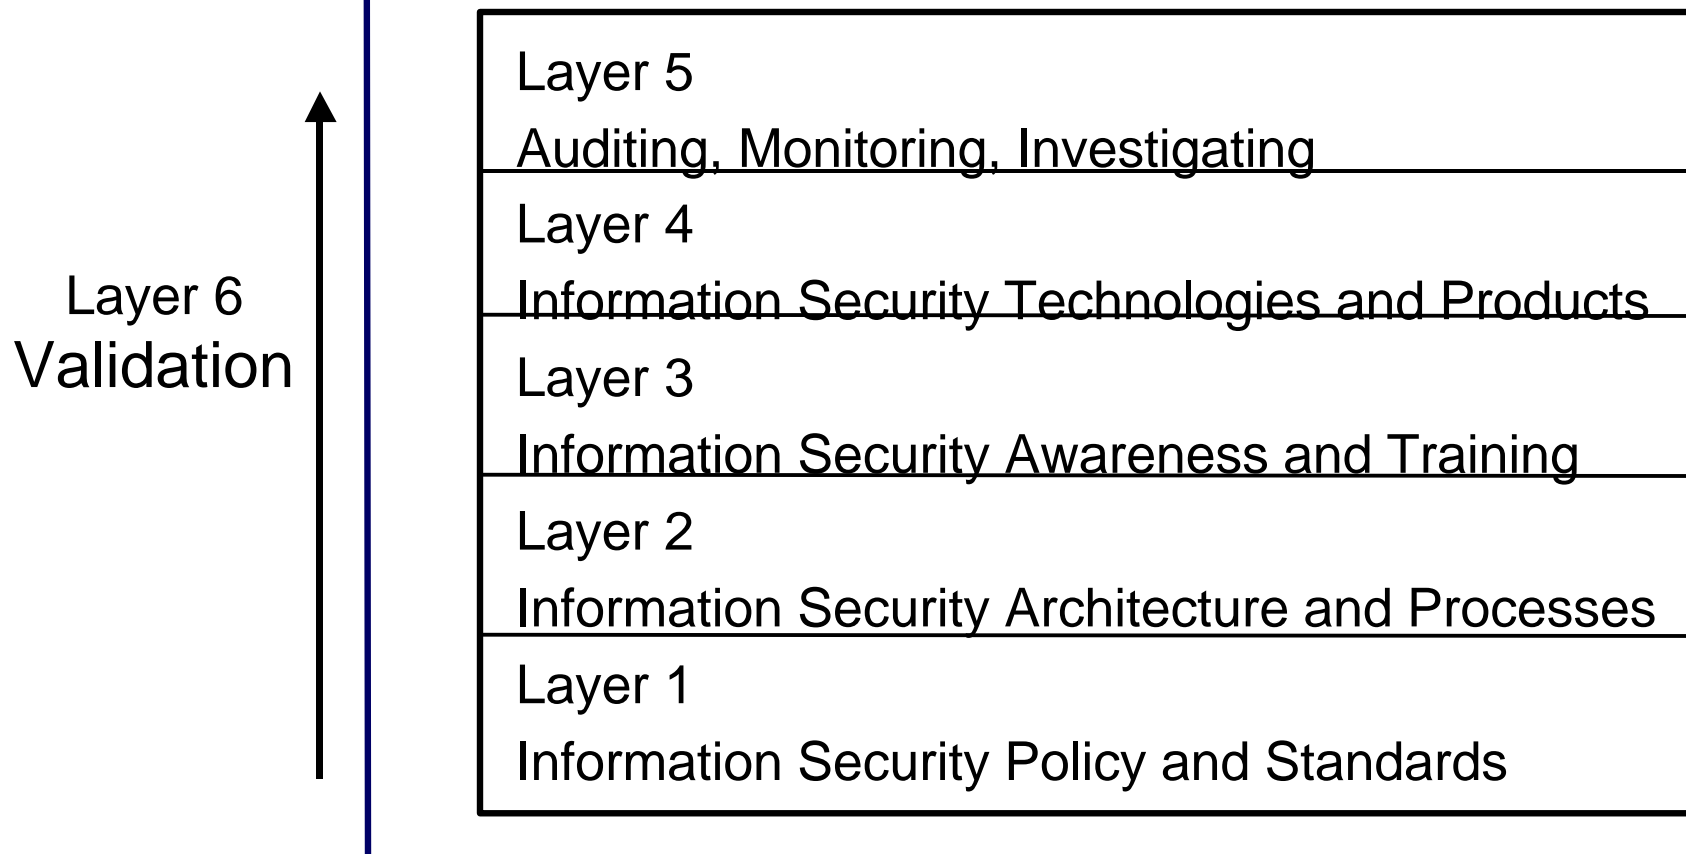 Layer 6
Validation
Layer 5
Auditing, Monitoring, Investigating
Layer 4
Information Security Technologies and Products
Layer 3
Information Security Awareness and Training
Layer 2
Information Security Architecture and Processes
Layer 1
Information Security Policy and Standards